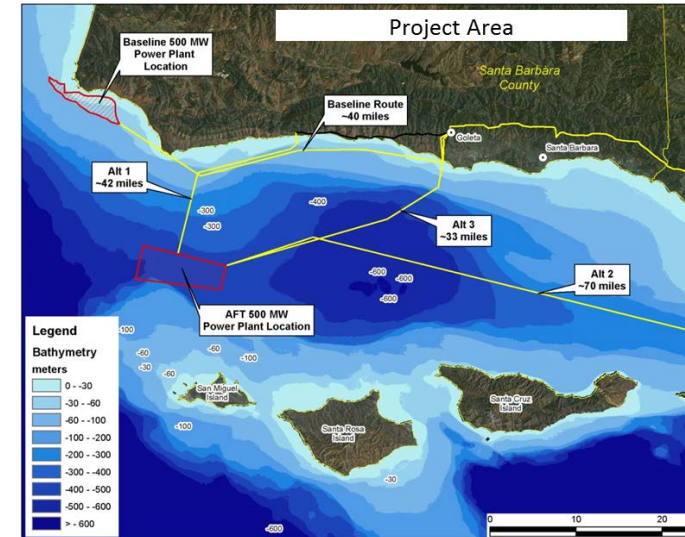 Project Area
Baseline 500 MW
Power Plant
Location
Santa Barbara
County
Baseline Route
~40 miles
Goleta
Santa Barbara
Alt 1
~42 miles
-300
-300
-400
Alt 3
~33 miles
-600
-600
-600
Alt 2
~70 miles
AFT 500 MW
Power Plant Location
-100
-60
-30
-60
-60
-100
-100
San Miguel
Island
Santa Rosa
Island
Santa Cruz
Island
-30
-600
Legend
Bathymetry
meters
0 - -30
-30 - -60
-60 - -100
-100 - -200
-200 - -300
-300 - -400
-400 - -500
-500 - -600
> - 600
0 10 20